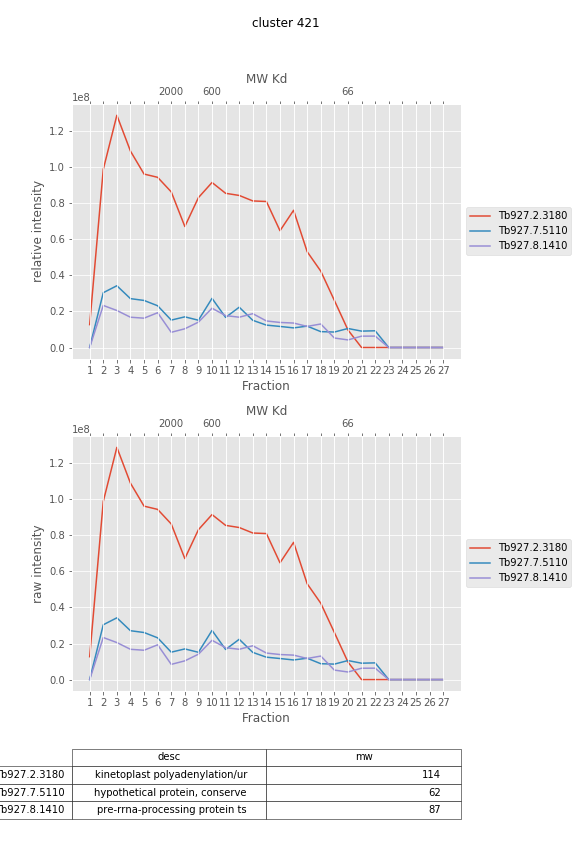 cluster 421
MW Kd
1e8 2000 600 66
1.2
1.0
0.8
0.6
0.4
0.2
0.0
relative intensity
1 2 3 4 5 6 7 8 9 10 11 12 13 14 15 16 17 18 19 20 21 22 23 24 25 26 27
Fraction
Tb927.2.3180
Tb927.7.5110
Tb927.8.1410
MW Kd
1e8 2000 600 66
1.2
1.0
0.8
0.6
0.4
0.2
0.0
raw intensity
1 2 3 4 5 6 7 8 9 10 11 12 13 14 15 16 17 18 19 20 21 22 23 24 25 26 27
Fraction
Tb927.2.3180
Tb927.7.5110
Tb927.8.1410
desc mw
Tb927.2.3180 kinetoplast polyadenylation/ur 114
Tb927.7.5110 hypothetical protein, conserve 62
Tb927.8.1410 pre-rrna-processing protein ts 87